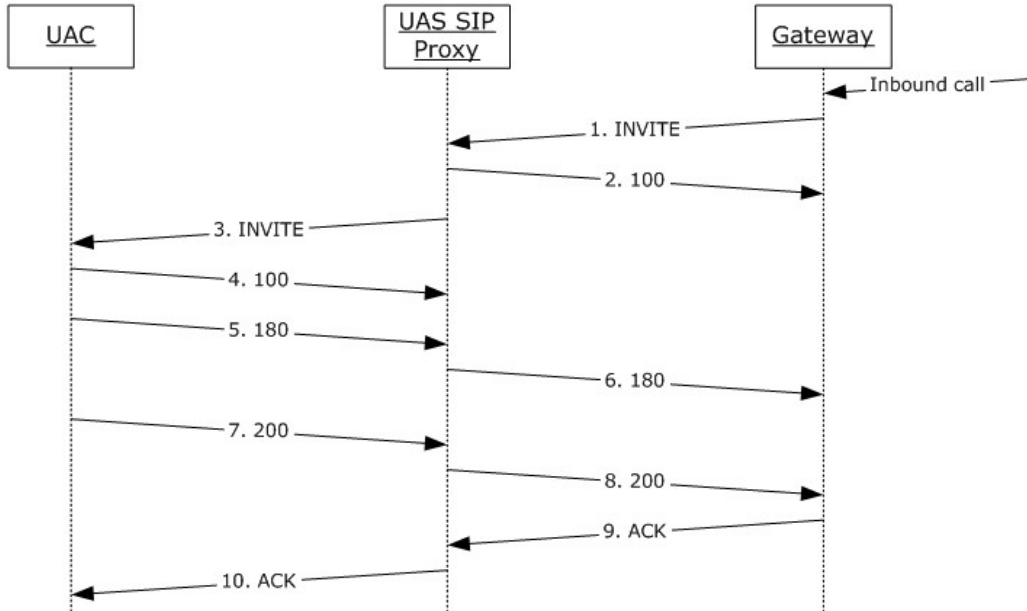 UAC
UAS SIP
Proxy
Gateway
Inbound call
1. INVITE
2. 100
3. INVITE
4. 100
5. 180
6. 180
7. 200
8. 200
9. ACK
10. ACK